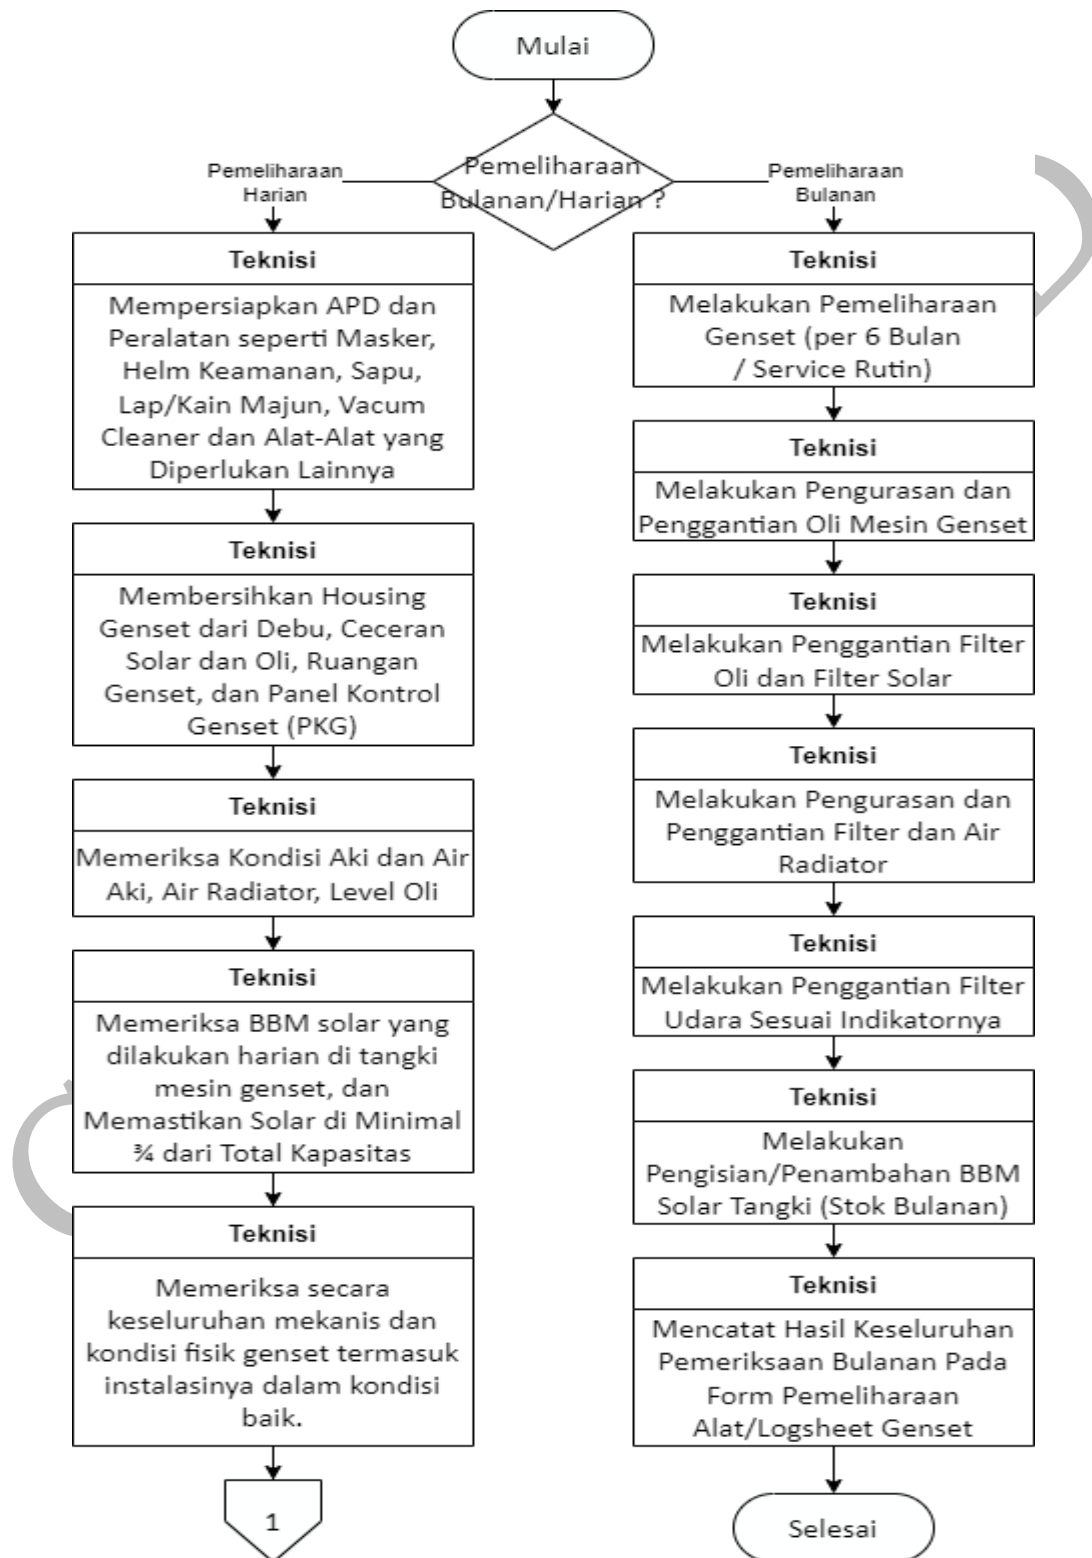 Mulai
Pemeliharaan
Bulanan/Harian ?
Pemeliharaan
Harian
Teknisi
Mempersiapkan APD dan
Peralatan seperti Masker,
Helm Keamanan, Sapu,
Lap/Kain Majun, Vacum
Cleaner dan Alat-Alat yang
Diperlukan Lainnya
Teknisi
Membersihkan Housing
Genset dari Debu, Ceceran
Solar dan Oli, Ruangan
Genset, dan Panel Kontrol
Genset (PKG)
Teknisi
Memeriksa Kondisi Aki dan Air
Aki, Air Radiator, Level Oli
Teknisi
Memeriksa BBM solar yang
dilakukan harian di tangki
mesin genset, dan
Memastikan Solar di Minimal
¾ dari Total Kapasitas
Teknisi
Memeriksa secara
keseluruhan mekanis dan
kondisi fisik genset termasuk
instalasinya dalam kondisi
baik.
1
Pemeliharaan
Bulanan
Teknisi
Melakukan Pemeliharaan
Genset (per 6 Bulan
/ Service Rutin)
Teknisi
Melakukan Pengurasan dan
Penggantian Oli Mesin Genset
Teknisi
Melakukan Penggantian Filter
Oli dan Filter Solar
Teknisi
Melakukan Pengurasan dan
Penggantian Filter dan Air
Radiator
Teknisi
Melakukan Penggantian Filter
Udara Sesuai Indikatornya
Teknisi
Melakukan
Pengisian/Penambahan BBM
Solar Tangki (Stok Bulanan)
Teknisi
Mencatat Hasil Keseluruhan
Pemeriksaan Bulanan Pada
Form Pemeliharaan
Alat/Logsheet Genset
Selesai